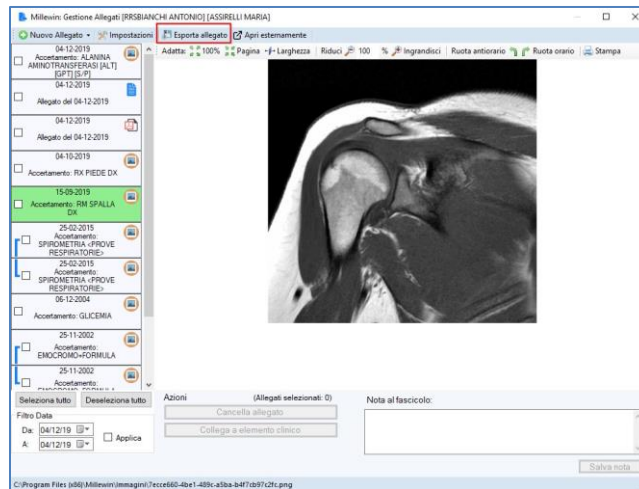 Millewin: Gestione Allegati [RRSBIANCHI ANTONIO] [ASSIRELLI MARIA]
Nuovo Allegato Impostazioni Esporta allegato Apri esternamente
Adatta: 100% Pagina Larghezza Riduci 100 % Ingrandisci Ruota antiorario Ruota orario Stampa
04-12-2019
Accertamento: ALANINA
AMINOTRANSFERASI [ALT]
[GPT] [S/P]
04-12-2019
Allegato del 04-12-2019
04-12-2019
Allegato del 04-12-2019
04-10-2019
Accertamento: RX PIEDE DX
15-09-2019
Accertamento: RM SPALLA
DX
25-02-2015
Accertamento:
SPIROMETRIA <PROVE
RESPIRATORIE>
25-02-2015
Accertamento:
SPIROMETRIA <PROVE
RESPIRATORIE>
06-12-2004
Accertamento: GLICEMIA
25-11-2002
Accertamento:
EMOCROMO+FORMULA
25-11-2002
Accertamento:
EMOCROMO+FORMULA
Seleziona tutto Deseleziona tutto
Filtro Data
Da: 04/12/19
A: 04/12/19
Applica
Azioni (Allegati selezionati: 0)
Cancella allegato
Collega a elemento clinico
Nota al fascicolo:
Salva nota
C:\Program Files (x86)\Millewin\Immagini\7ecce660-4be1-489c-a5ba-b4f7cb97c2fc.png